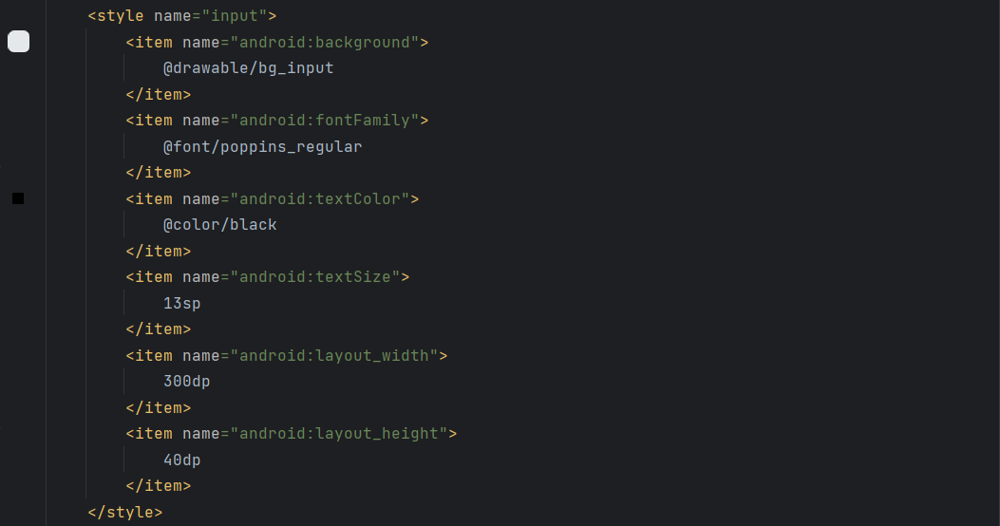 <style name="input">
<item name="android:background">
@drawable/bg_input
</item>
<item name="android:fontFamily">
@font/poppins_regular
</item>
<item name="android:textColor">
@color/black
</item>
<item name="android:textSize">
13sp
</item>
<item name="android:layout_width">
300dp
</item>
<item name="android:layout_height">
40dp
</item>
</style>